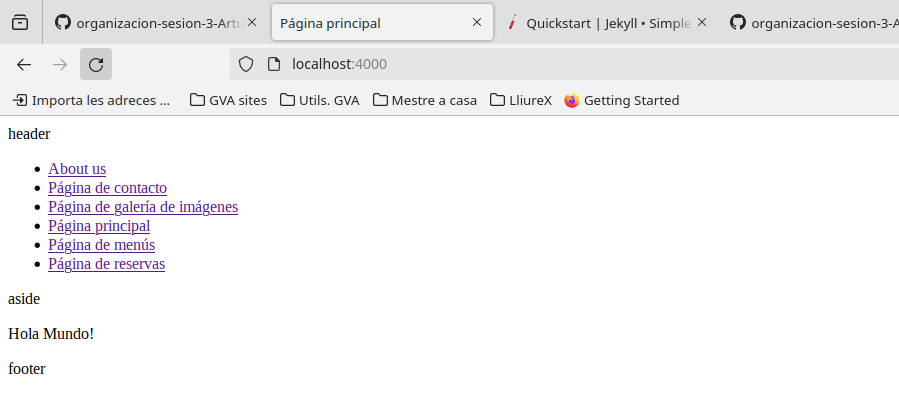 organizacion-sesion-3-Artu
Página principal
Quickstart | Jekyll • Simple,
organizacion-sesion-3-A
localhost:4000
Importa les adreces ...
GVA sites
Utils. GVA
Mestre a casa
LliureX
Getting Started
header
About us
Página de contacto
Página de galería de imágenes
Página principal
Página de menús
Página de reservas
aside
Hola Mundo!
footer